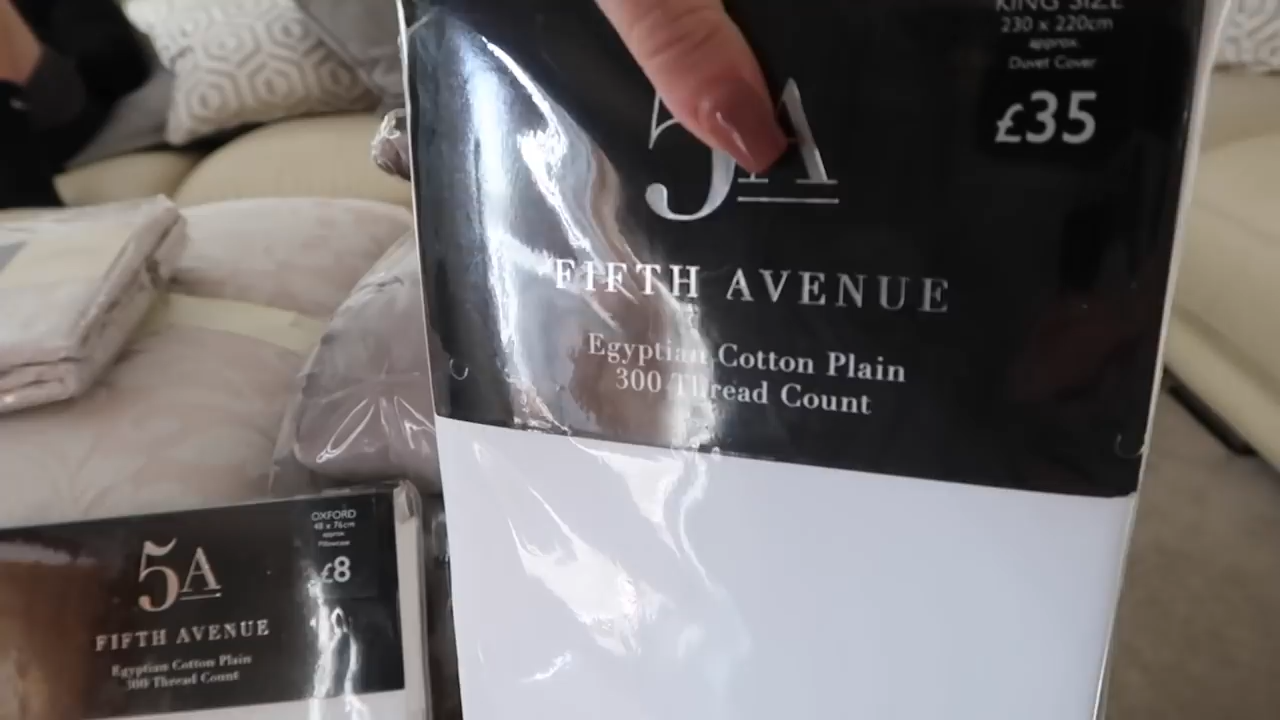 KING SIZE
230 x 220cm
approx.
Duvet Cover
£35
5A
FIFTH AVENUE
Egyptian Cotton Plain
300 Thread Count
OXFORD
48 x 76cm
approx.
Pillowcase
£8
5A
FIFTH AVENUE
Egyptian Cotton Plain
300 Thread Count